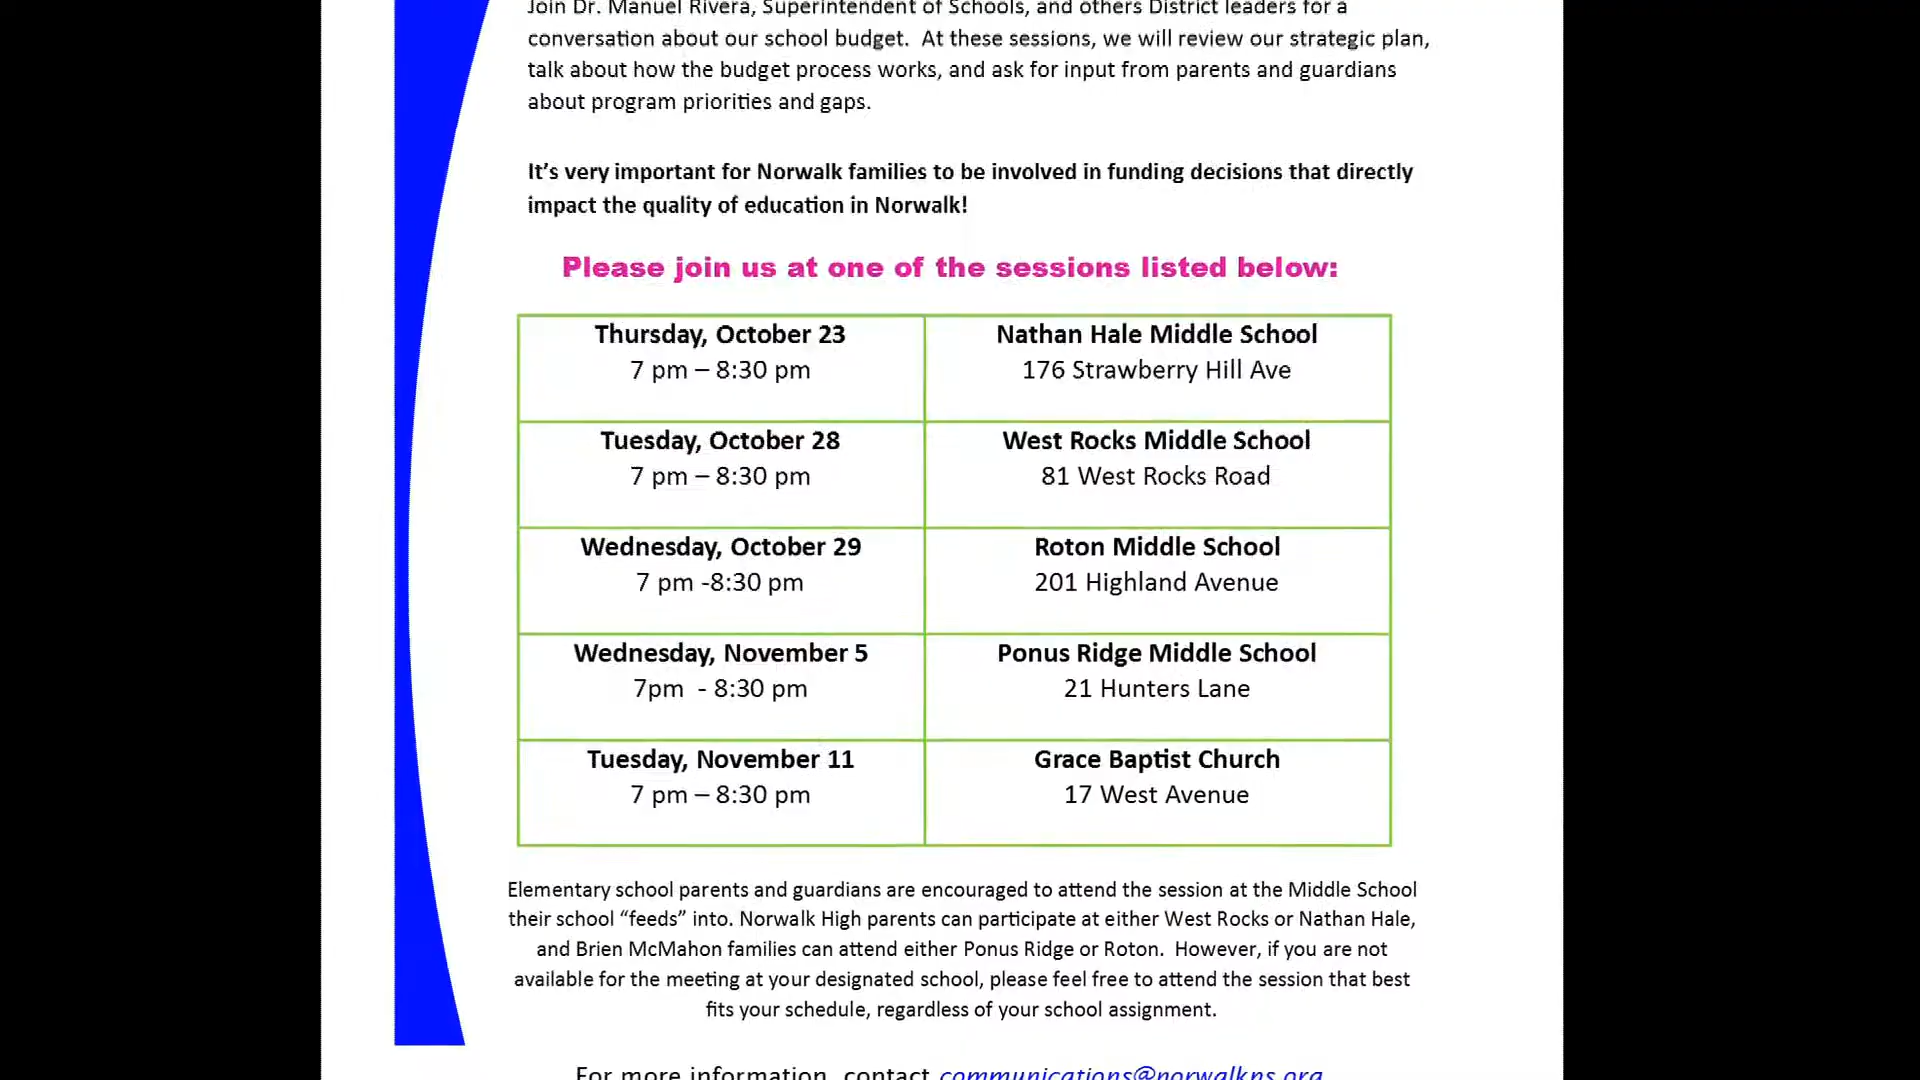 Join Dr. Manuel Rivera, Superintendent of Schools, and others District leaders for a
conversation about our school budget.  At these sessions, we will review our strategic plan,
talk about how the budget process works, and ask for input from parents and guardians
about program priorities and gaps.
It's very important for Norwalk families to be involved in funding decisions that directly
impact the quality of education in Norwalk!
Please join us at one of the sessions listed below:
Thursday, October 23
7 pm – 8:30 pm
Nathan Hale Middle School
176 Strawberry Hill Ave
Tuesday, October 28
7 pm – 8:30 pm
West Rocks Middle School
81 West Rocks Road
Wednesday, October 29
7 pm -8:30 pm
Roton Middle School
201 Highland Avenue
Wednesday, November 5
7pm  - 8:30 pm
Ponus Ridge Middle School
21 Hunters Lane
Tuesday, November 11
7 pm – 8:30 pm
Grace Baptist Church
17 West Avenue
Elementary school parents and guardians are encouraged to attend the session at the Middle School
their school “feeds” into. Norwalk High parents can participate at either West Rocks or Nathan Hale,
and Brien McMahon families can attend either Ponus Ridge or Roton.  However, if you are not
available for the meeting at your designated school, please feel free to attend the session that best
fits your schedule, regardless of your school assignment.
For more information, contact communications@norwalkps.org